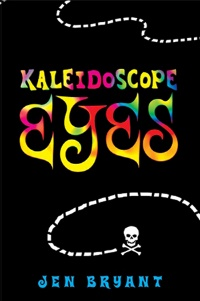 KALEIDOSCOPE
EYES
JEN BRYANT